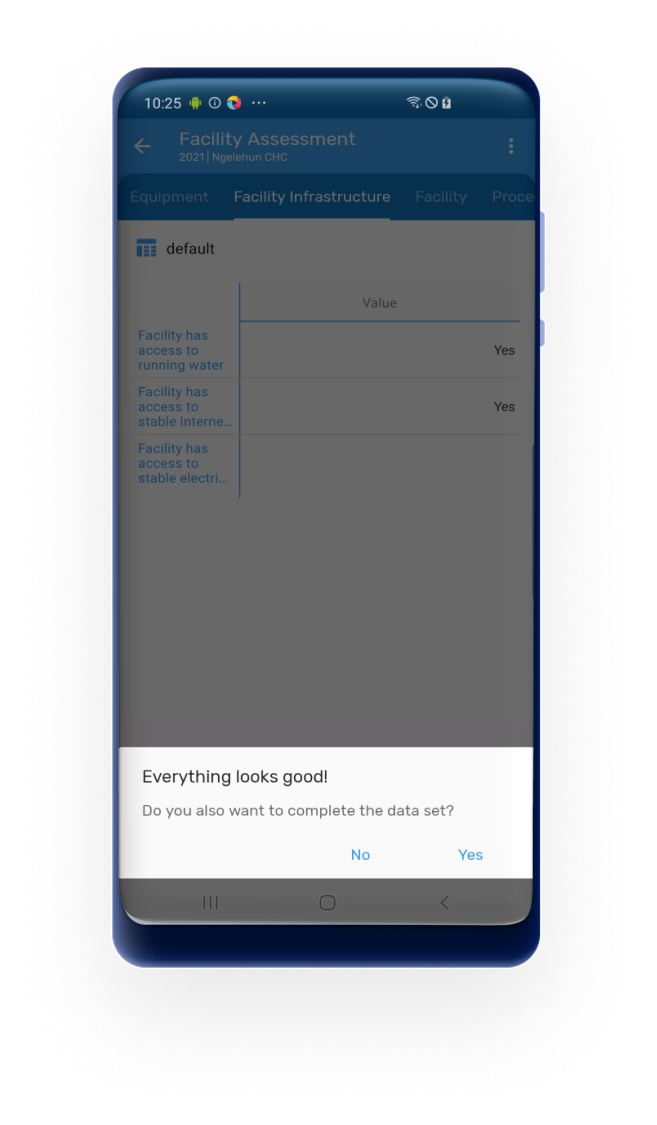 10:25
Facility Assessment
2021 | Ngelehun CHC
Equipment Facility Infrastructure Facility Proce
default
Value
Facility has
access to
running water
Yes
Facility has
access to
stable Interne...
Yes
Facility has
access to
stable electri...
Everything looks good!
Do you also want to complete the data set?
No Yes